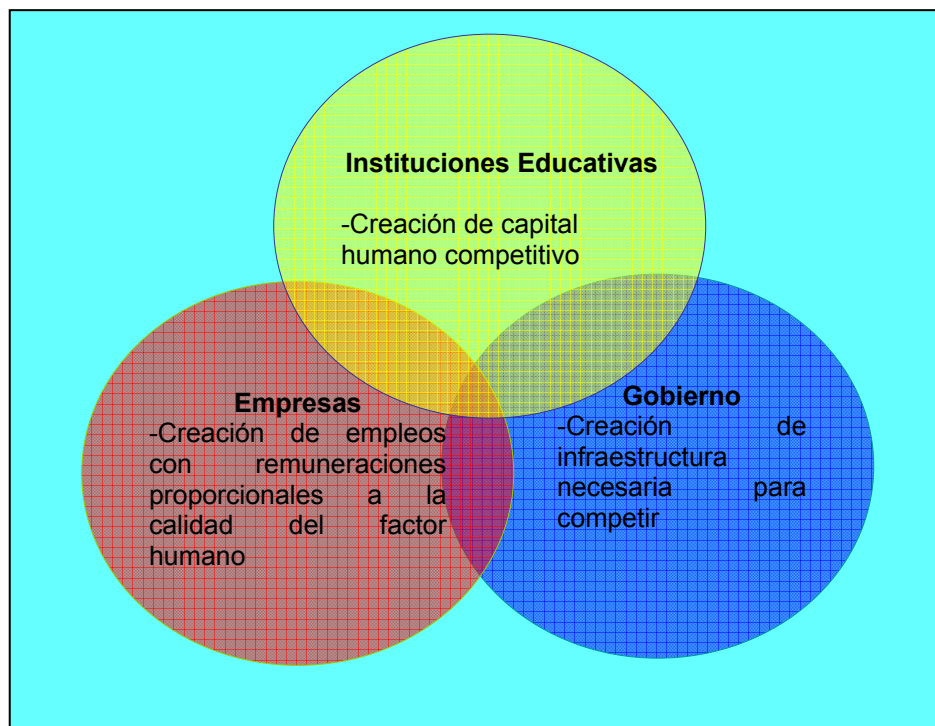 Instituciones Educativas
-Creación de capital
humano competitivo
Empresas
-Creación de empleos
con remuneraciones
proporcionales a la
calidad del factor
humano
Gobierno
-Creación de
infraestructura
necesaria para
competir